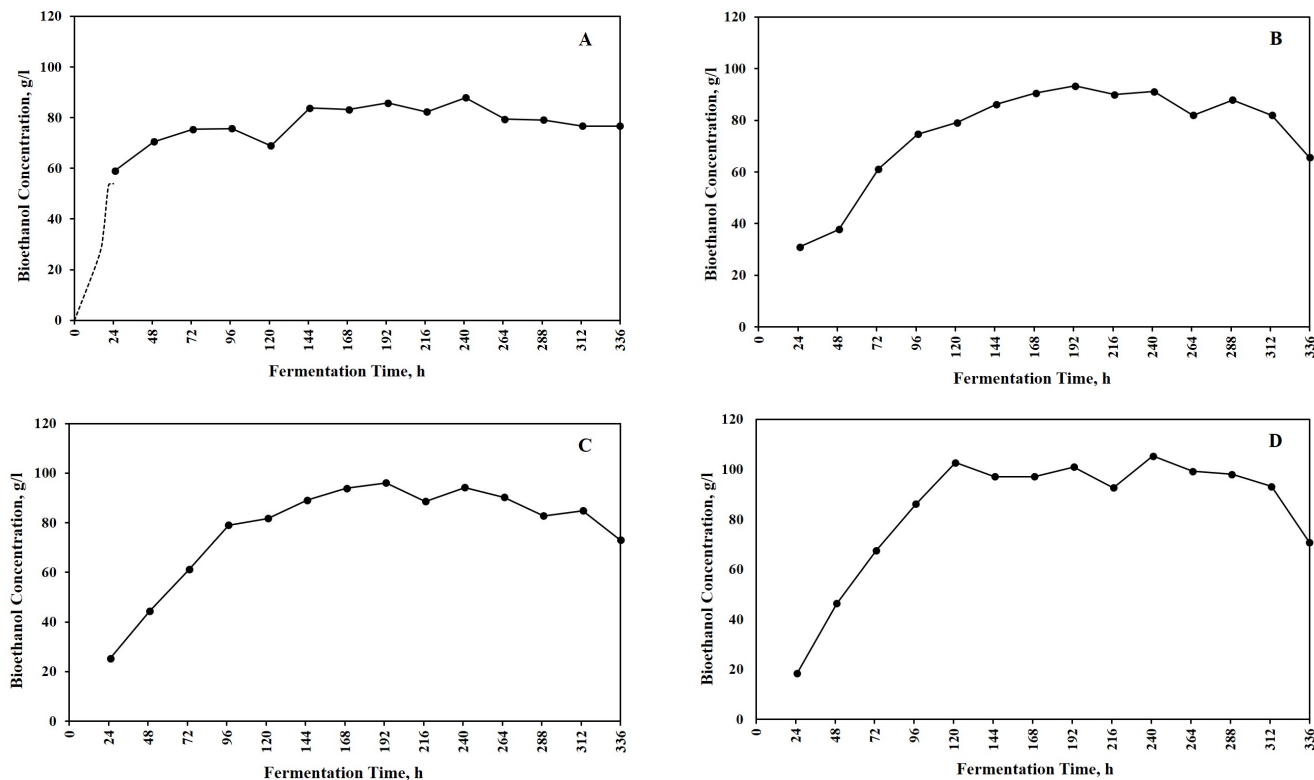 A
Bioethanol Concentration, g/l
120
100
80
60
40
20
0
0 24 48 72 96 120 144 168 192 216 240 264 288 312 336
Fermentation Time, h
B
Bioethanol Concentration, g/l
120
100
80
60
40
20
0
0 24 48 72 96 120 144 168 192 216 240 264 288 312 336
Fermentation Time, h
C
Bioethanol Concentration, g/l
120
100
80
60
40
20
0
0 24 48 72 96 120 144 168 192 216 240 264 288 312 336
Fermentation Time, h
D
Bioethanol Concentration, g/l
120
100
80
60
40
20
0
0 24 48 72 96 120 144 168 192 216 240 264 288 312 336
Fermentation Time, h